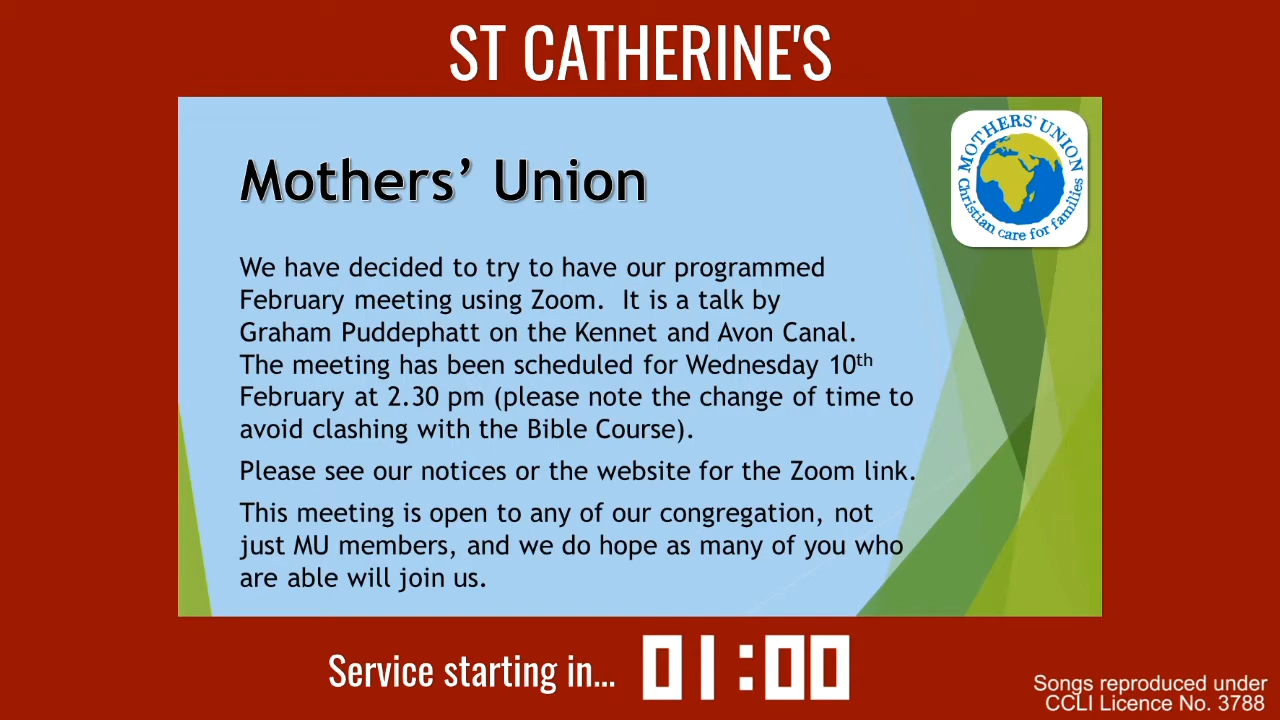 ST CATHERINE'S
MOTHERS' UNION
Christian care for families
Mothers’ Union
We have decided to try to have our programmed
February meeting using Zoom.  It is a talk by
Graham Puddephatt on the Kennet and Avon Canal.
The meeting has been scheduled for Wednesday 10th
February at 2.30 pm (please note the change of time to
avoid clashing with the Bible Course).
Please see our notices or the website for the Zoom link.
This meeting is open to any of our congregation, not
just MU members, and we do hope as many of you who
are able will join us.
Service starting in... 01:00
Songs reproduced under
CCLI Licence No. 3788